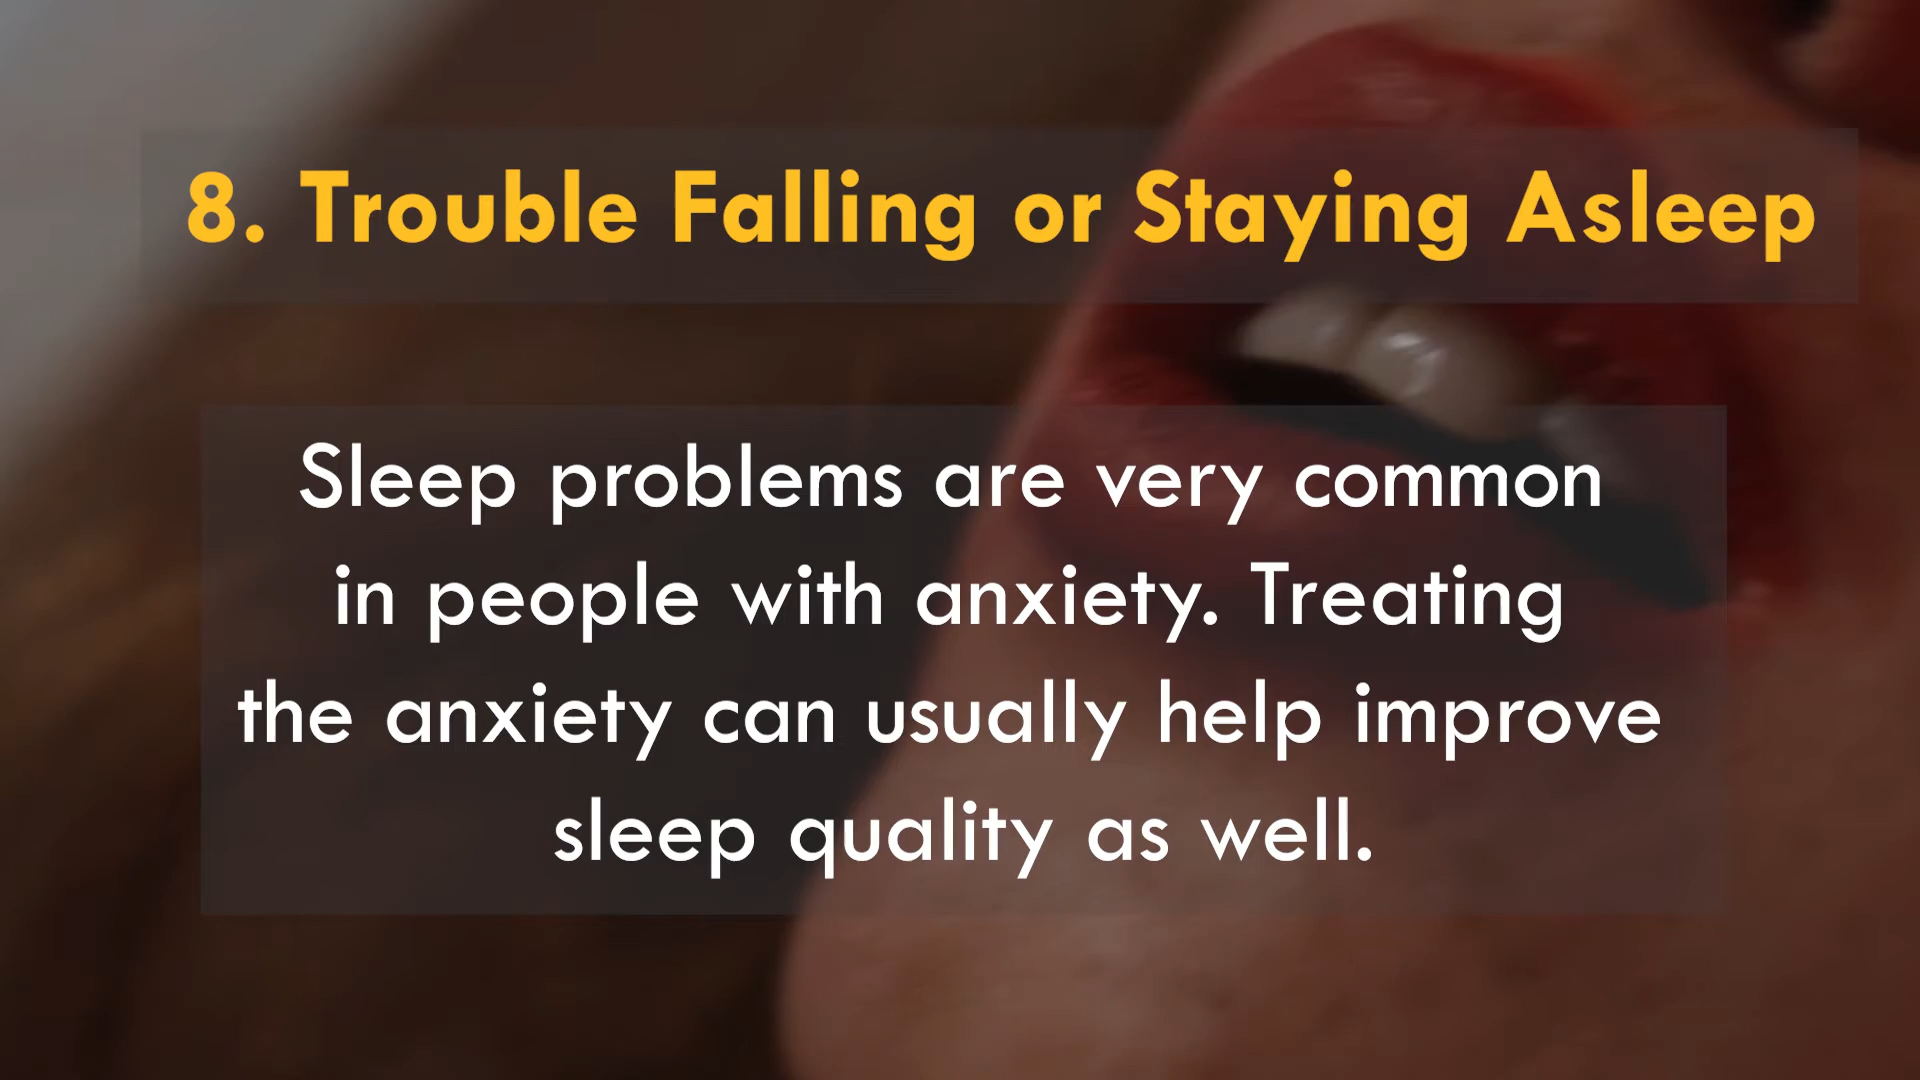 8. Trouble Falling or Staying Asleep
Sleep problems are very common
in people with anxiety. Treating
the anxiety can usually help improve
sleep quality as well.